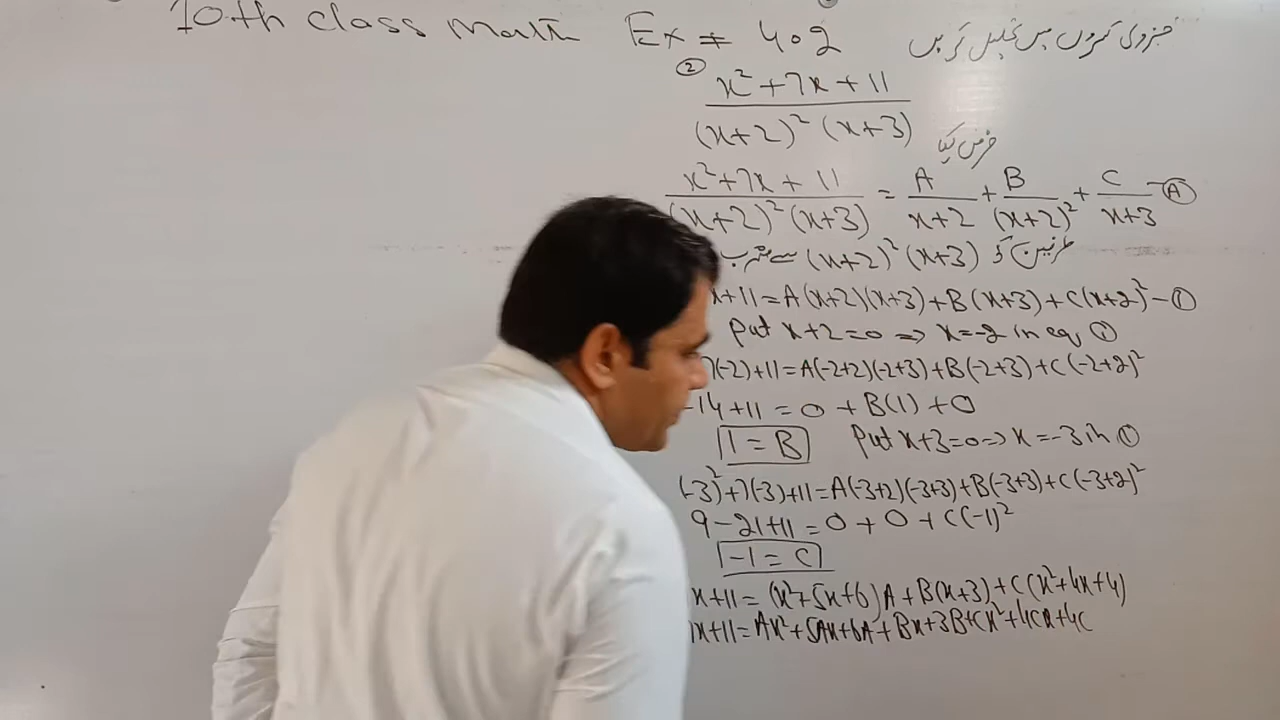 10th class Math Ex # 4.2 جزوی کسروں میں تحلیل کریں
② x²+7x+11 / (x+2)²(x+3)
فرض کیا
x²+7x+11 / (x+2)²(x+3) = A/x+2 + B/(x+2)² + C/x+3 -Ⓐ
طرفین کو (x+2)²(x+3) سے ضرب
x+11=A(x+2)(x+3)+B(x+3)+C(x+2)²-①
Put x+2=0 ⇒ x=-2 in eq ①
(-2)+11=A(-2+2)(-2+3)+B(-2+3)+C(-2+2)²
-14+11=0+B(1)+0
1=B Put x+3=0⇒x=-3 in ①
(-3)²+7(-3)+11=A(-3+2)(-3+3)+B(-3+3)+C(-3+2)²
9-21+11=0+0+C(-1)²
-1=C
x+11=(x²+5x+6)A+B(x+3)+C(x²+4x+4)
7x+11=Ax²+5Ax+6A+Bx+3B+Cx²+4Cx+4C